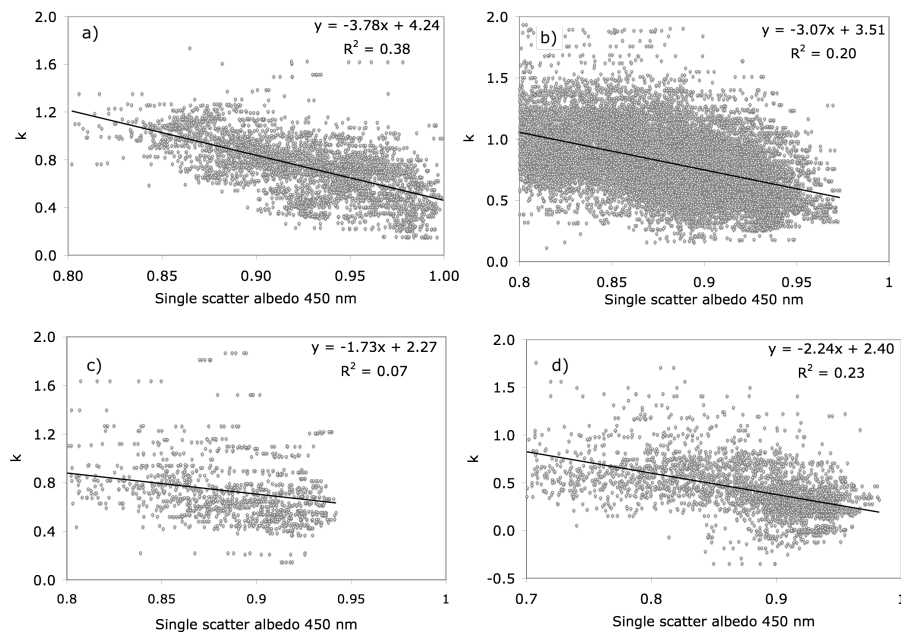 a)
y = -3.78x + 4.24
R² = 0.38
2.0
1.6
1.2
0.8
0.4
0.0
k
0.80 0.85 0.90 0.95 1.00
Single scatter albedo 450 nm
b)
y = -3.07x + 3.51
R² = 0.20
2.0
1.5
1.0
0.5
0.0
k
0.8 0.85 0.9 0.95 1
Single scatter albedo 450 nm
c)
y = -1.73x + 2.27
R² = 0.07
2.0
1.6
1.2
0.8
0.4
0.0
k
0.8 0.85 0.9 0.95 1
Single scatter albedo 450 nm
d)
y = -2.24x + 2.40
R² = 0.23
2.0
1.5
1.0
0.5
0.0
-0.5
k
0.7 0.8 0.9 1
Single scatter albedo 450 nm